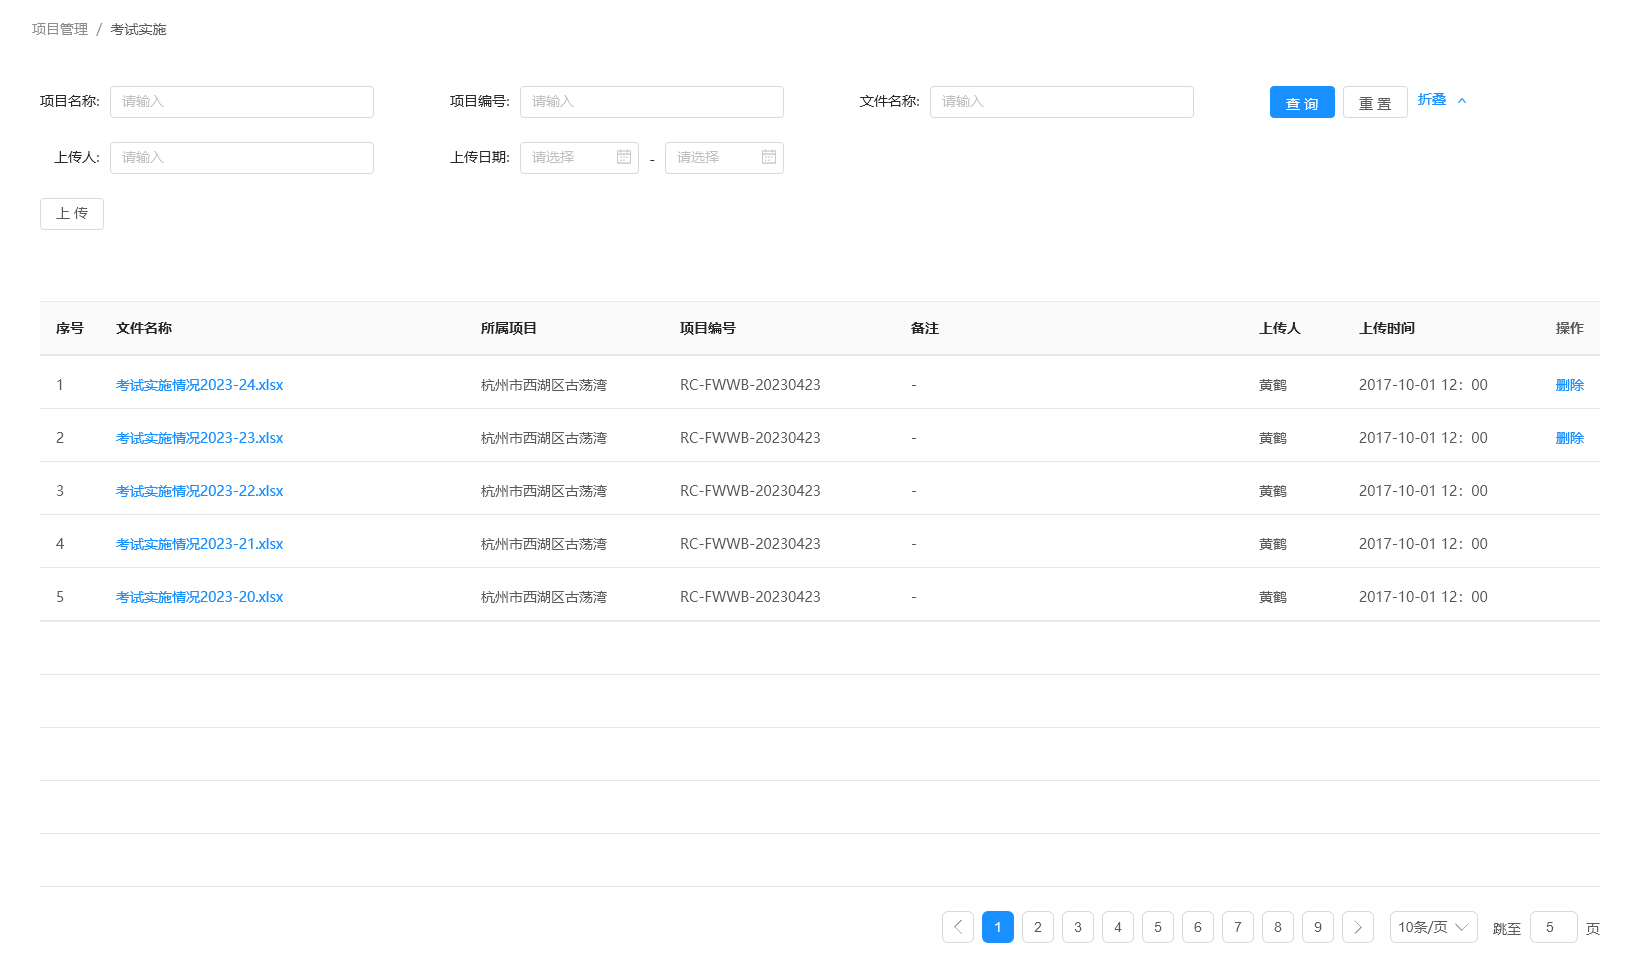 项目管理 / 考试实施
项目名称: 请输入 项目编号: 请输入 文件名称: 请输入 查 询 重 置 折叠
上传人: 请输入 上传日期: 请选择 - 请选择
上 传
序号 文件名称 所属项目 项目编号 备注 上传人 上传时间 操作
1 考试实施情况2023-24.xlsx 杭州市西湖区古荡湾 RC-FWWB-20230423 - 黄鹤 2017-10-01 12：00 删除
2 考试实施情况2023-23.xlsx 杭州市西湖区古荡湾 RC-FWWB-20230423 - 黄鹤 2017-10-01 12：00 删除
3 考试实施情况2023-22.xlsx 杭州市西湖区古荡湾 RC-FWWB-20230423 - 黄鹤 2017-10-01 12：00
4 考试实施情况2023-21.xlsx 杭州市西湖区古荡湾 RC-FWWB-20230423 - 黄鹤 2017-10-01 12：00
5 考试实施情况2023-20.xlsx 杭州市西湖区古荡湾 RC-FWWB-20230423 - 黄鹤 2017-10-01 12：00
1 2 3 4 5 6 7 8 9 10条/页 跳至 5 页